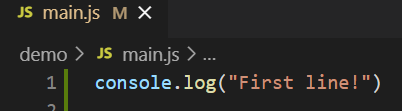 JS main.js M ×
demo > JS main.js > ...
1 console.log("First line!")
2